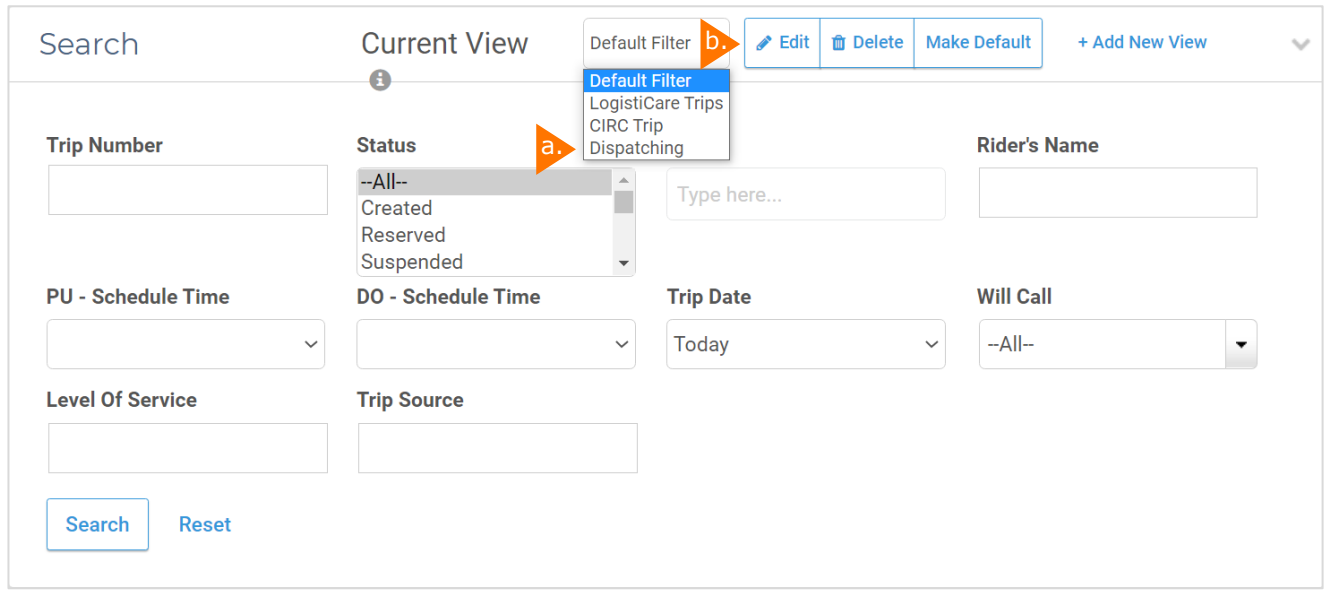 Search
Current View
Default Filter
b.
Edit
Delete
Make Default
+ Add New View
Default Filter
LogistiCare Trips
CIRC Trip
Dispatching
a.
Trip Number
Status
Rider's Name
--All--
Created
Reserved
Suspended
Type here...
PU - Schedule Time
DO - Schedule Time
Trip Date
Will Call
Today
--All--
Level Of Service
Trip Source
Search
Reset